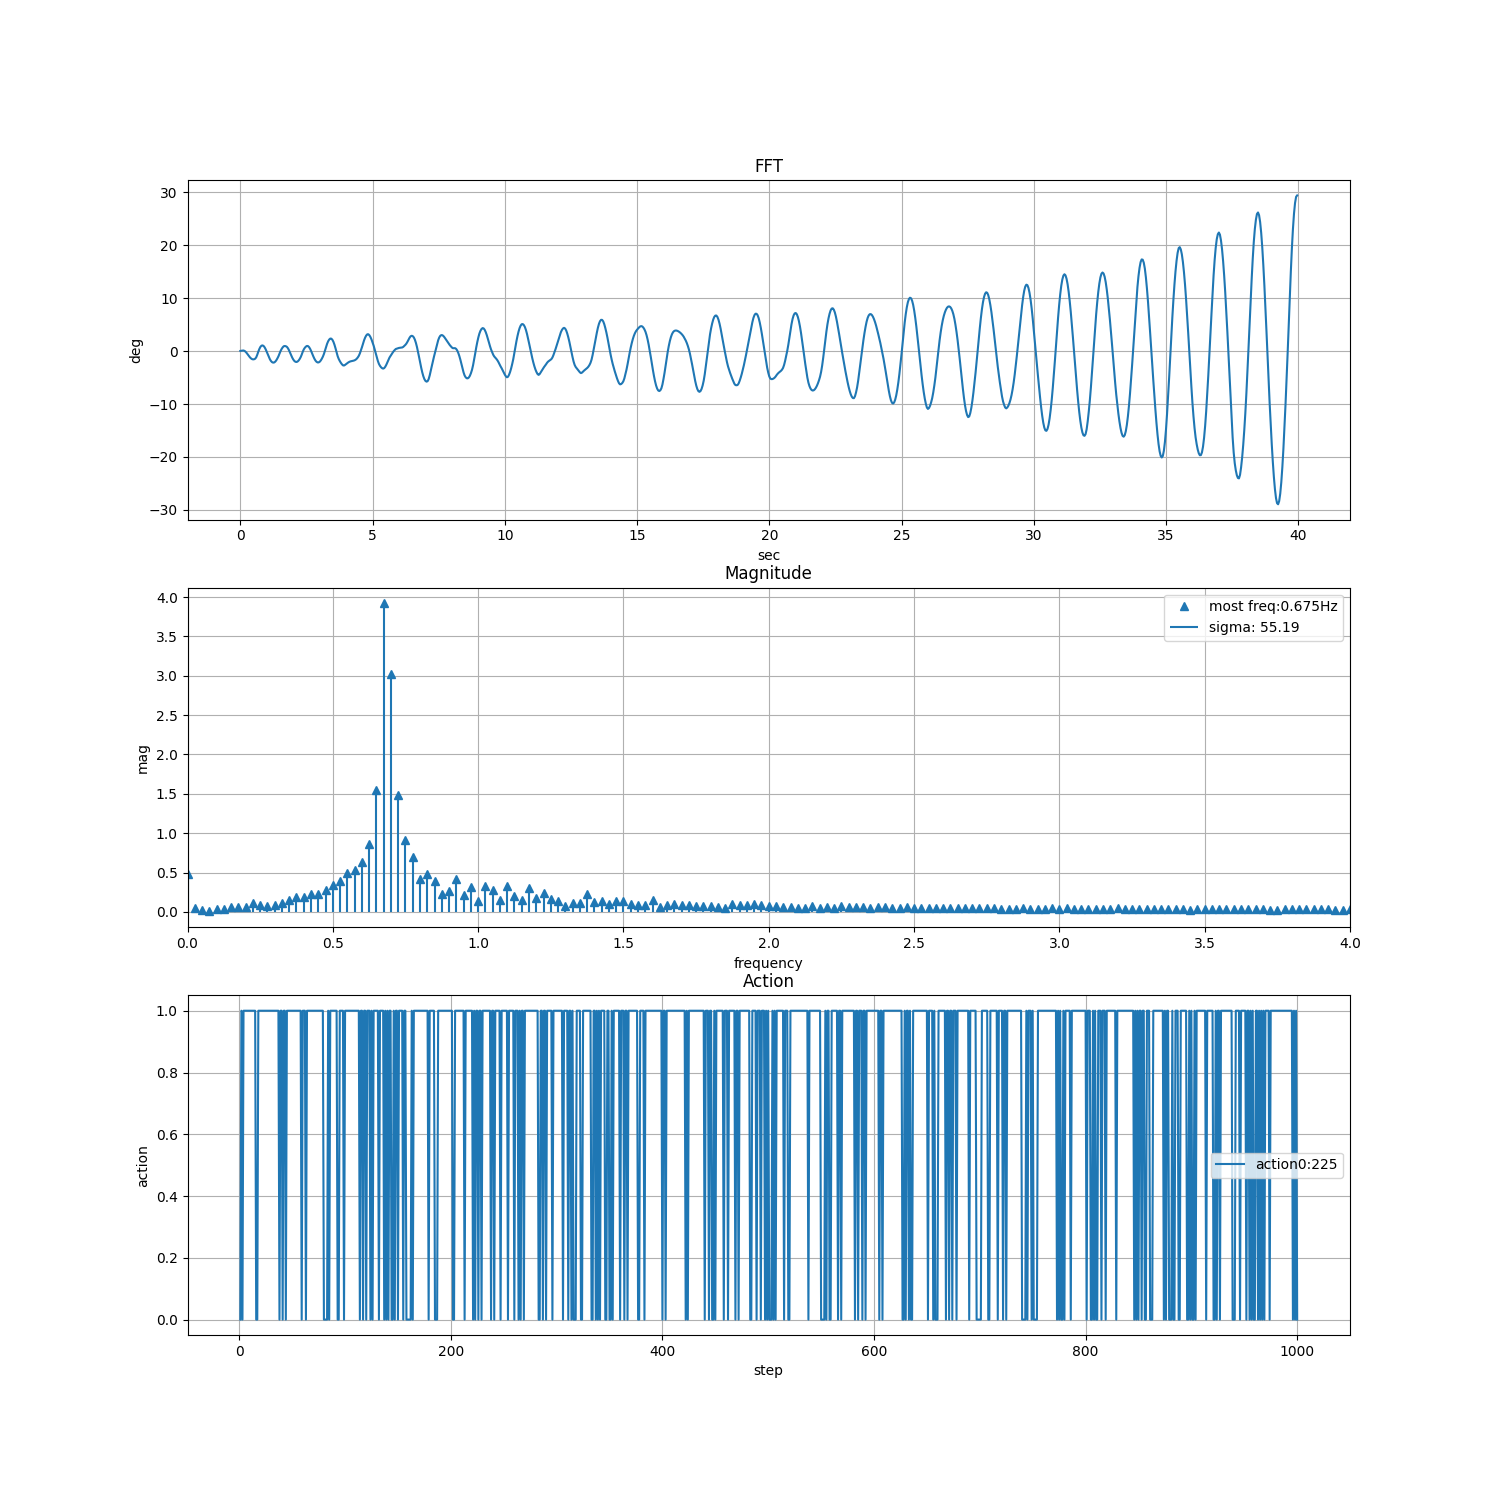 FFT
30
20
10
0
−10
−20
−30
deg
0 5 10 15 20 25 30 35 40
sec
Magnitude
4.0
3.5
3.0
2.5
2.0
1.5
1.0
0.5
0.0
mag
most freq:0.675Hz
sigma: 55.19
0.0 0.5 1.0 1.5 2.0 2.5 3.0 3.5 4.0
frequency
Action
1.0
0.8
0.6
0.4
0.2
0.0
action
action0:225
0 200 400 600 800 1000
step